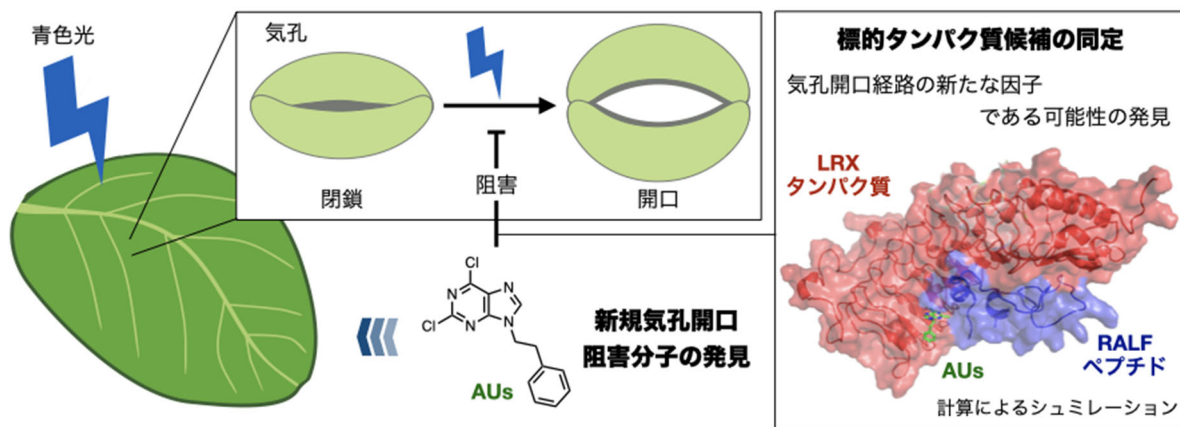 青色光
気孔
閉鎖
阻害
開口
Cl
N
N
Cl
N
N
AUs
新規気孔開口
阻害分子の発見
標的タンパク質候補の同定
気孔開口経路の新たな因子
である可能性の発見
LRX
タンパク質
AUs
RALF
ペプチド
計算によるシュミレーション